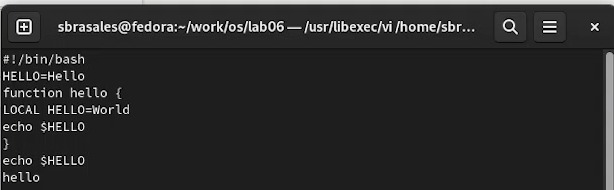 sbrasales@fedora:~/work/os/lab06 — /usr/libexec/vi /home/sbr...
#!/bin/bash
HELLO=Hello
function hello {
LOCAL HELLO=World
echo $HELLO
}
echo $HELLO
hello